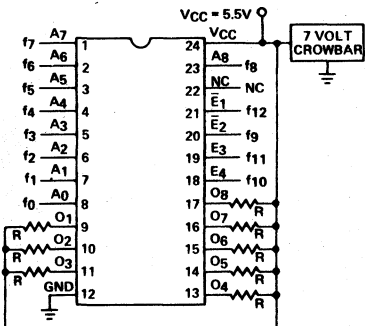 VCC = 5.5V
7 VOLT
CROWBAR
f7 A7 1 24 VCC
f6 A6 2 23 A8 f8
f5 A5 3 22 NC NC
f4 A4 4 21 E̅1 f12
f3 A3 5 20 E̅2 f9
f2 A2 6 19 E3 f11
f1 A1 7 18 E4 f10
f0 A0 8 17 O8 R
R O1 9 16 O7 R
R O2 10 15 O6 R
R O3 11 14 O5 R
GND 12 13 O4 R